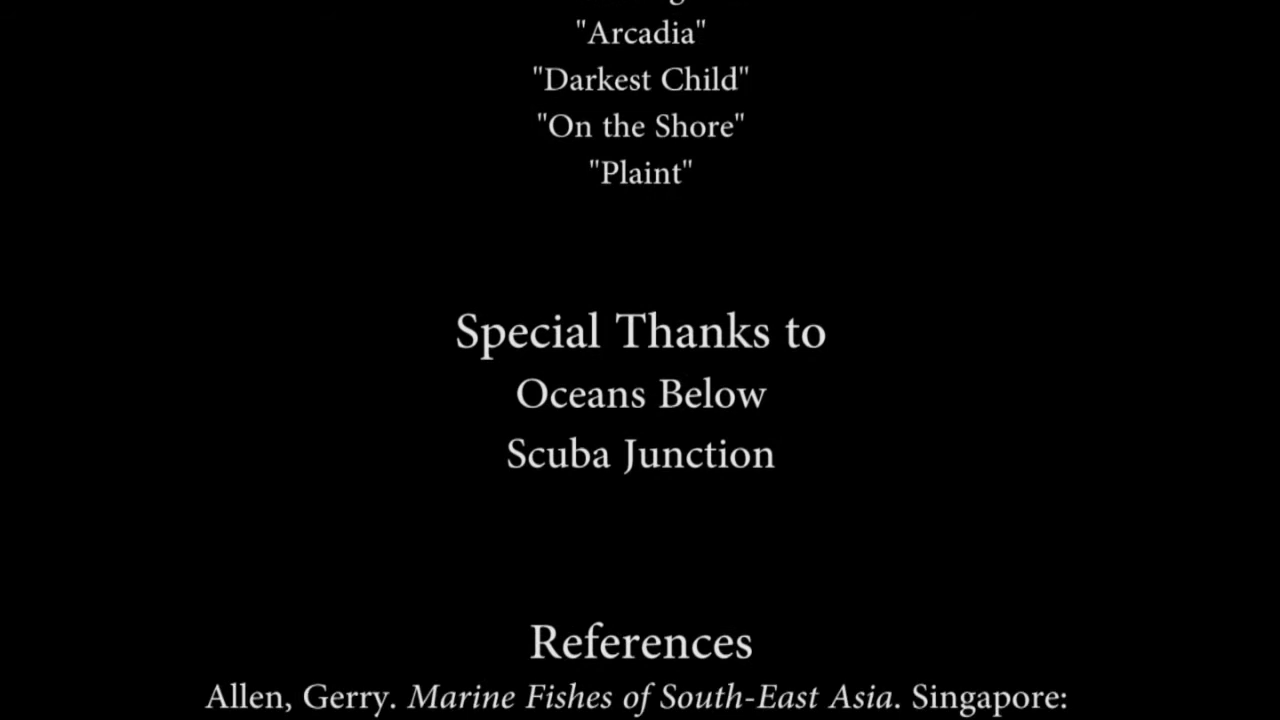 "Arcadia"
"Darkest Child"
"On the Shore"
"Plaint"
Special Thanks to
Oceans Below
Scuba Junction
References
Allen, Gerry. Marine Fishes of South-East Asia. Singapore: